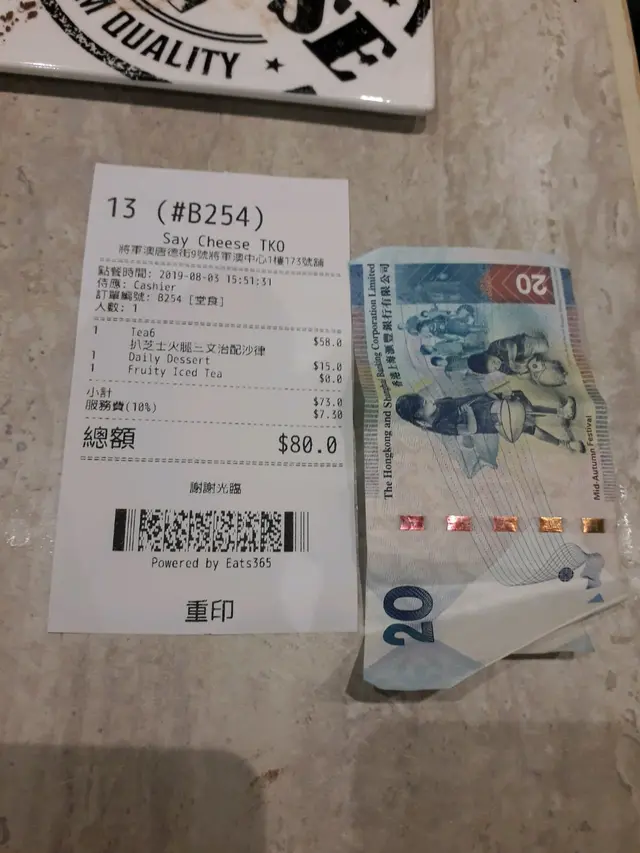 SE
M QUALITY
13 (#B254)
Say Cheese TKO
將軍澳唐德街9號將軍澳中心1樓173號舖
點餐時間: 2019-08-03 15:51:31
侍應: Cashier
訂單編號: B254 [堂食]
人數: 1
1 Tea6 $58.0
扒芝士火腿三文治配沙律
1 Daily Dessert $15.0
1 Fruity Iced Tea $0.0
小計 $73.0
服務費(10%) $7.30
總額 $80.0
謝謝光臨
Powered by Eats365
重印
20
The Hongkong and Shanghai Banking Corporation Limited
香港上海滙豐銀行有限公司
Mid-Autumn Festival
20